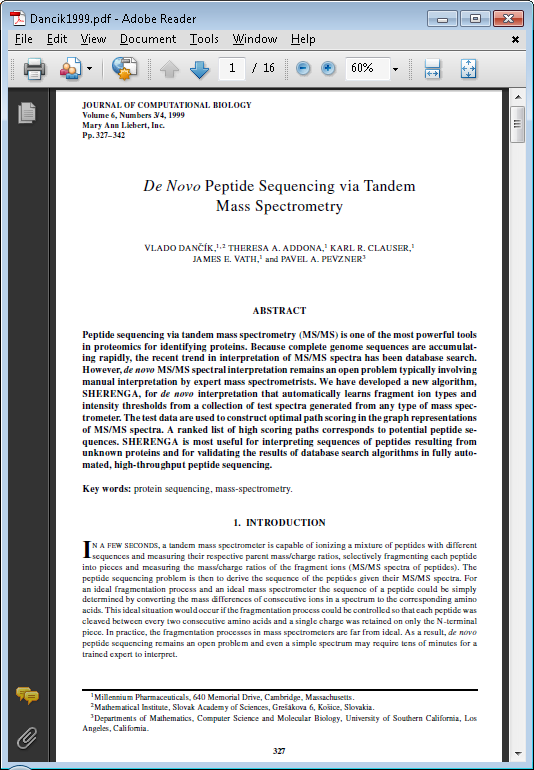 Dancik1999.pdf - Adobe Reader
File Edit View Document Tools Window Help
1 / 16 60%
JOURNAL OF COMPUTATIONAL BIOLOGY
Volume 6, Numbers 3/4, 1999
Mary Ann Liebert, Inc.
Pp. 327–342
De Novo Peptide Sequencing via Tandem
Mass Spectrometry
VLADO DANČÍK,1,2 THERESA A. ADDONA,1 KARL R. CLAUSER,1
JAMES E. VATH,1 and PAVEL A. PEVZNER3
ABSTRACT
Peptide sequencing via tandem mass spectrometry (MS/MS) is one of the most powerful tools
in proteomics for identifying proteins. Because complete genome sequences are accumulat-
ing rapidly, the recent trend in interpretation of MS/MS spectra has been database search.
However, de novo MS/MS spectral interpretation remains an open problem typically involving
manual interpretation by expert mass spectrometrists. We have developed a new algorithm,
SHERENGA, for de novo interpretation that automatically learns fragment ion types and
intensity thresholds from a collection of test spectra generated from any type of mass spec-
trometer. The test data are used to construct optimal path scoring in the graph representations
of MS/MS spectra. A ranked list of high scoring paths corresponds to potential peptide se-
quences. SHERENGA is most useful for interpreting sequences of peptides resulting from
unknown proteins and for validating the results of database search algorithms in fully auto-
mated, high-throughput peptide sequencing.
Key words: protein sequencing, mass-spectrometry.
1. INTRODUCTION
IN A FEW SECONDS, a tandem mass spectrometer is capable of ionizing a mixture of peptides with different
sequences and measuring their respective parent mass/charge ratios, selectively fragmenting each peptide
into pieces and measuring the mass/charge ratios of the fragment ions (MS/MS spectra of peptides). The
peptide sequencing problem is then to derive the sequence of the peptides given their MS/MS spectra. For
an ideal fragmentation process and an ideal mass spectrometer the sequence of a peptide could be simply
determined by converting the mass differences of consecutive ions in a spectrum to the corresponding amino
acids. This ideal situation would occur if the fragmentation process could be controlled so that each peptide was
cleaved between every two consecutive amino acids and a single charge was retained on only the N-terminal
piece. In practice, the fragmentation processes in mass spectrometers are far from ideal. As a result, de novo
peptide sequencing remains an open problem and even a simple spectrum may require tens of minutes for a
trained expert to interpret.
1Millennium Pharmaceuticals, 640 Memorial Drive, Cambridge, Massachusetts.
2Mathematical Institute, Slovak Academy of Sciences, Grešákova 6, Košice, Slovakia.
3Departments of Mathematics, Computer Science and Molecular Biology, University of Southern California, Los
Angeles, California.
327